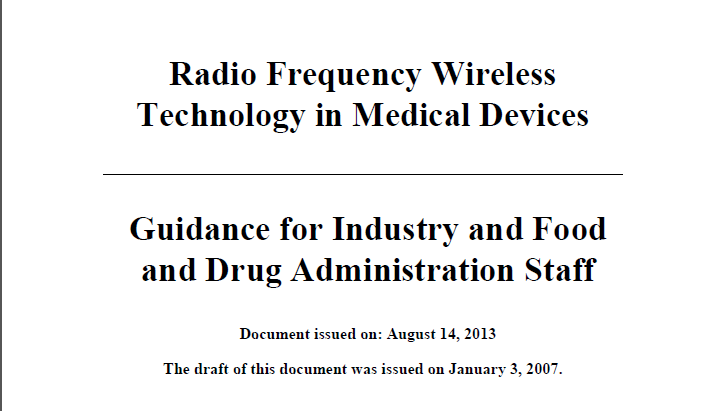 Radio Frequency Wireless
Technology in Medical Devices
Guidance for Industry and Food
and Drug Administration Staff
Document issued on: August 14, 2013
The draft of this document was issued on January 3, 2007.